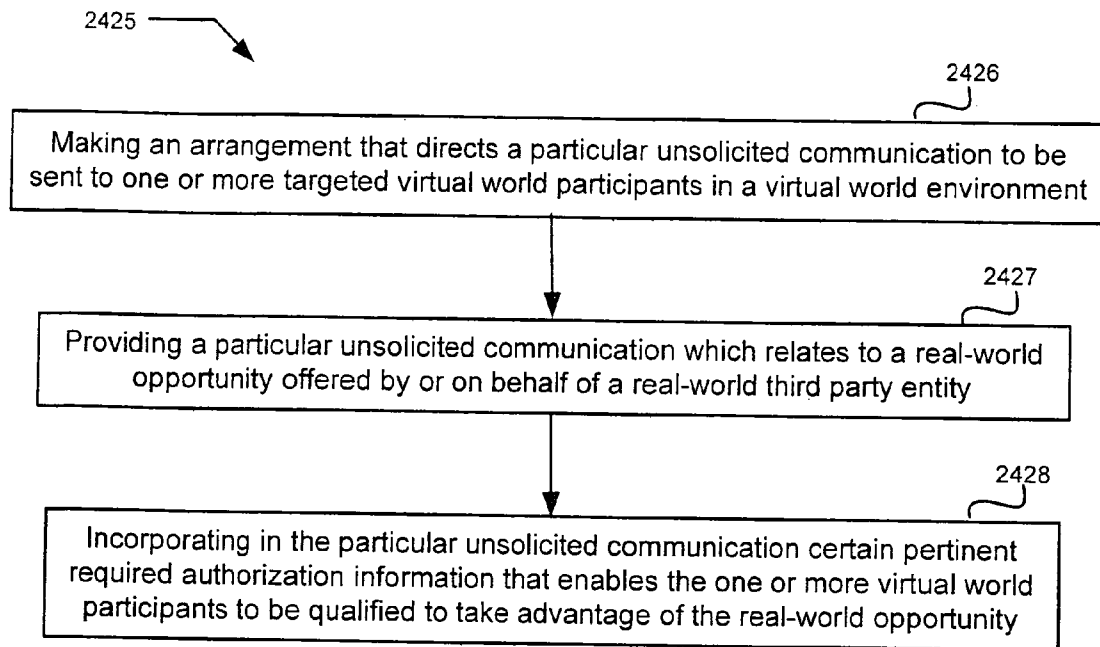 2425
2426
Making an arrangement that directs a particular unsolicited communication to be
sent to one or more targeted virtual world participants in a virtual world environment
2427
Providing a particular unsolicited communication which relates to a real-world
opportunity offered by or on behalf of a real-world third party entity
2428
Incorporating in the particular unsolicited communication certain pertinent
required authorization information that enables the one or more virtual world
participants to be qualified to take advantage of the real-world opportunity